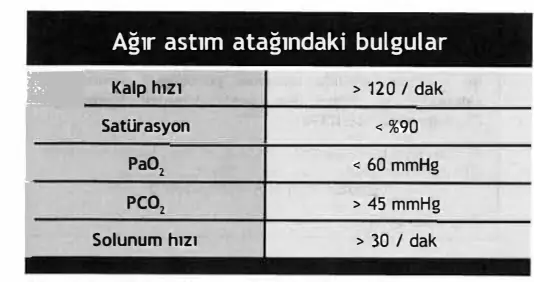 Ağır astım atağındaki bulgular
Kalp hızı > 120 / dak
Satürasyon < %90
PaO₂ < 60 mmHg
PCO₂ > 45 mmHg
Solunum hızı > 30 / dak